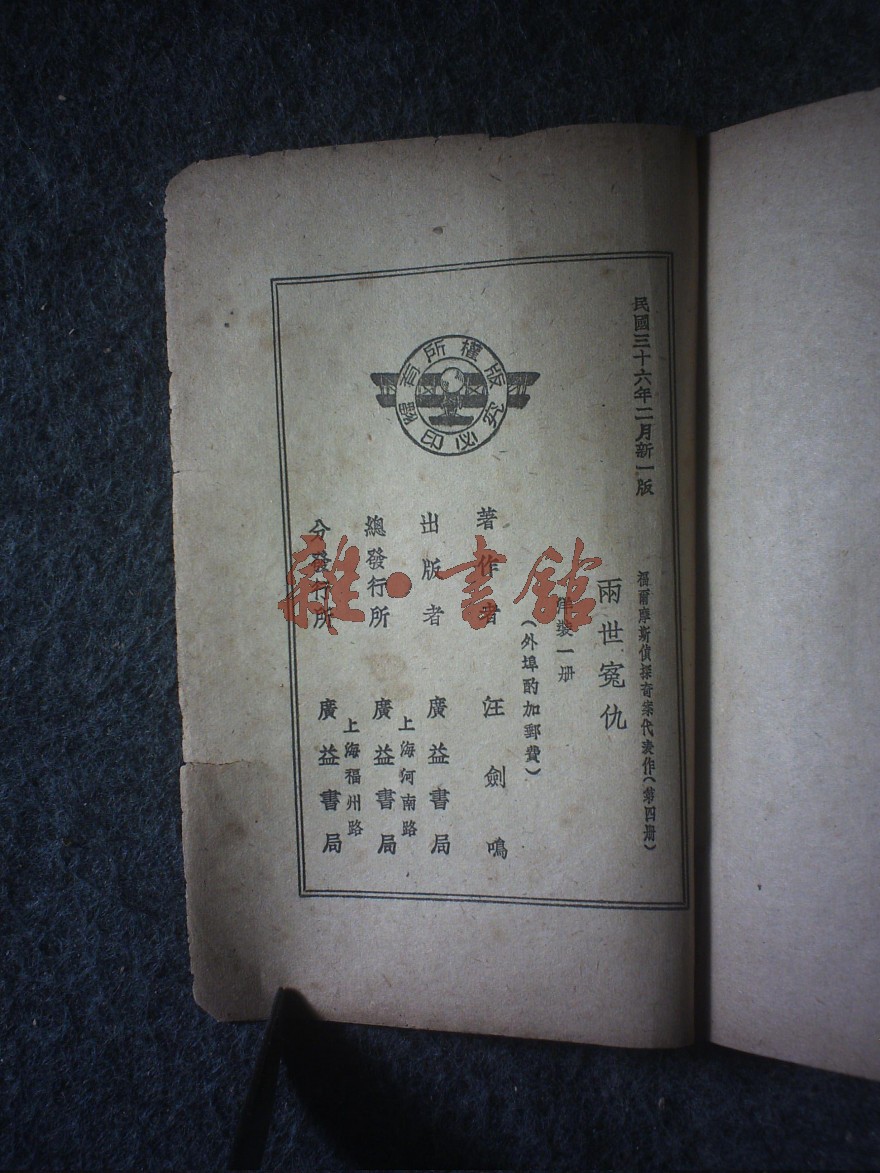 民國三十六年二月新一版
福爾摩斯偵探奇案代表作(第四册)
兩世冤仇
裝一册
(外埠酌加郵費)
著作者 汪劍鳴
出版者 廣益書局
上海河南路
總發行所 廣益書局
上海福州路
分發行所 廣益書局
版權所有
翻印必究
雜·書館